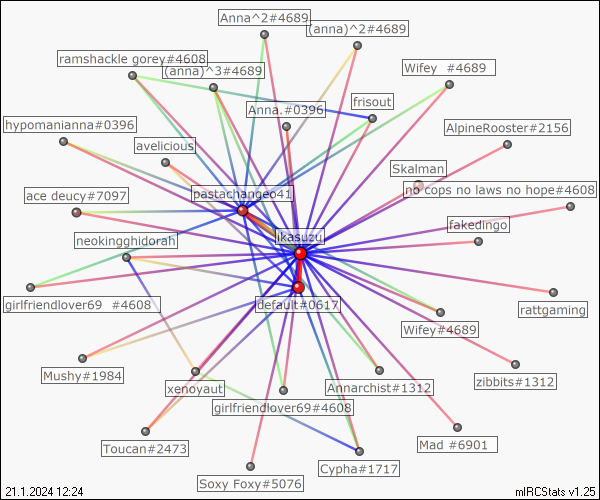 Anna^2#4689
(anna)^2#4689
ramshackle gorey#4608
(anna)^3#4689
Wifey  #4689
Anna.#0396
frisout
hypomanianna#0396
AlpineRooster#2156
avelicious
Skalman
pastachangeo41
no cops no laws no hope#4608
ace deucy#7097
fakedingo
ikasuzu
neokingghidorah
girlfriendlover69  #4608
default#0617
rattgaming
Wifey#4689
Mushy#1984
xenoyaut
Annarchist#1312
zibbits#1312
girlfriendlover69#4608
Toucan#2473
Mad #6901
Cypha#1717
Soxy Foxy#5076
21.1.2024 12:24
mIRCStats v1.25